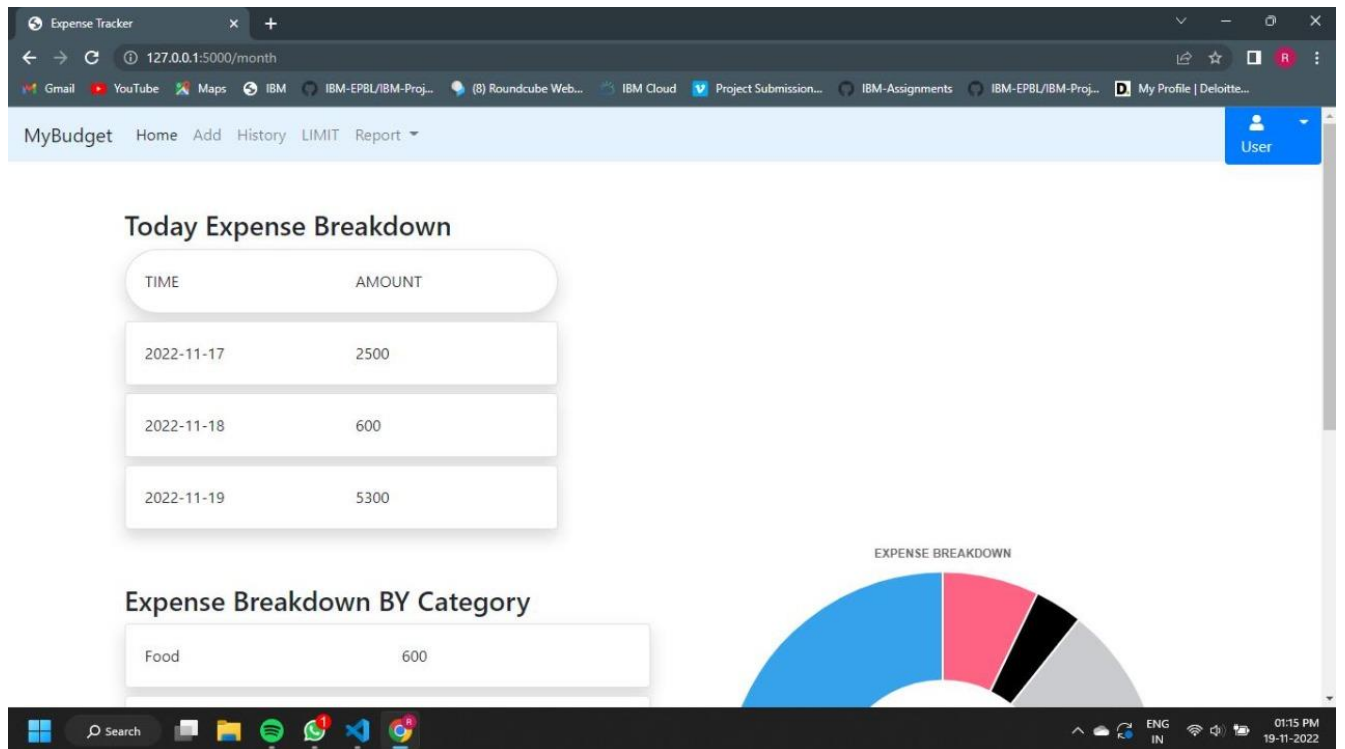 Expense Tracker
127.0.0.1:5000/month
Gmail YouTube Maps IBM IBM-EPBL/IBM-Proj... (8) Roundcube Web... IBM Cloud Project Submission... IBM-Assignments IBM-EPBL/IBM-Proj... My Profile | Deloitte...
MyBudget Home Add History LIMIT Report
User
Today Expense Breakdown
TIME AMOUNT
2022-11-17 2500
2022-11-18 600
2022-11-19 5300
EXPENSE BREAKDOWN
Expense Breakdown BY Category
Food 600
Search
1
ENG
IN
01:15 PM
19-11-2022